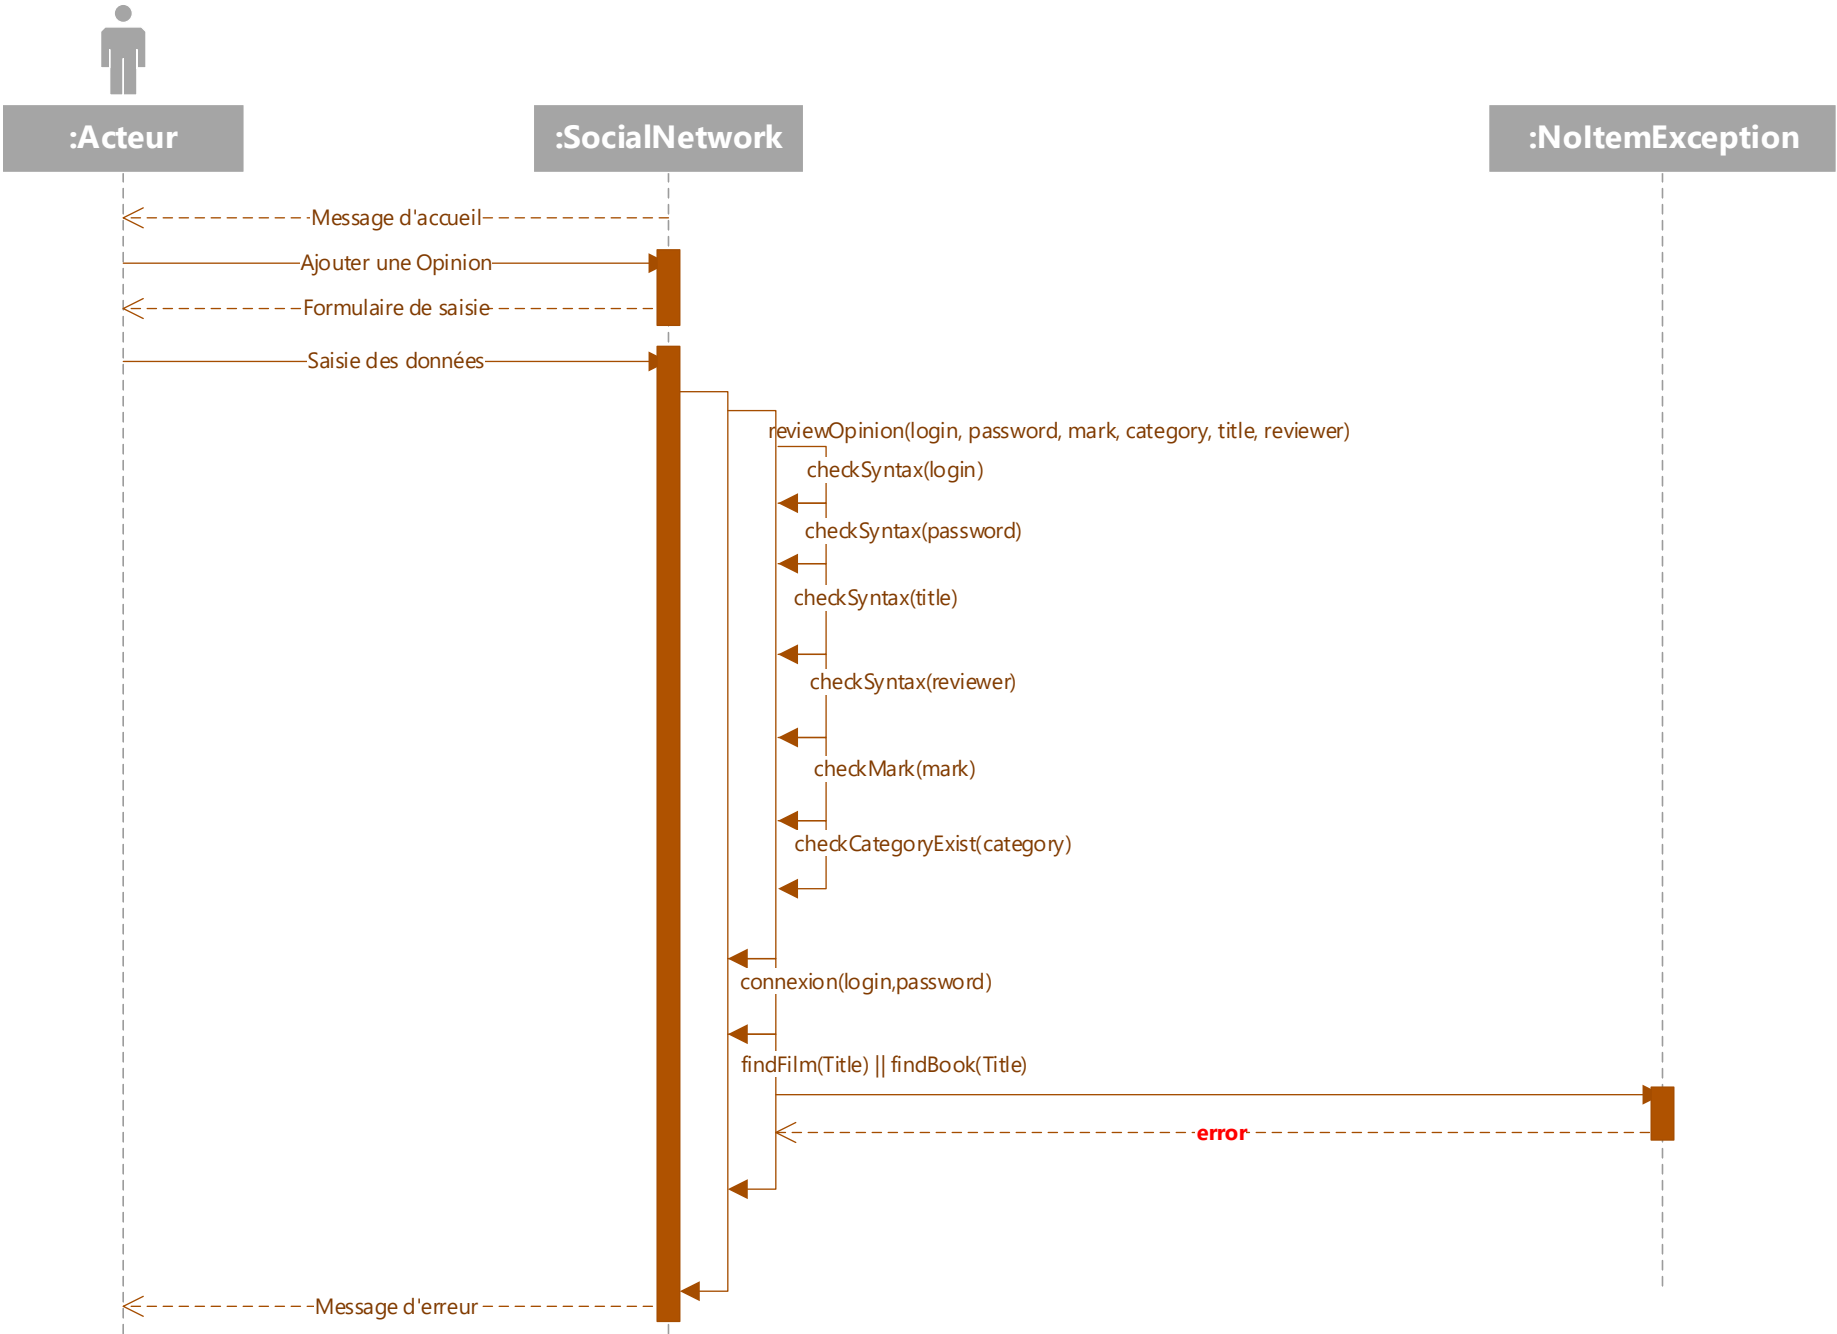 :Acteur
:SocialNetwork
:NoItemException
Message d'accueil
Ajouter une Opinion
Formulaire de saisie
Saisie des données
reviewOpinion(login, password, mark, category, title, reviewer)
checkSyntax(login)
checkSyntax(password)
checkSyntax(title)
checkSyntax(reviewer)
checkMark(mark)
checkCategoryExist(category)
connexion(login,password)
findFilm(Title) || findBook(Title)
error
Message d'erreur